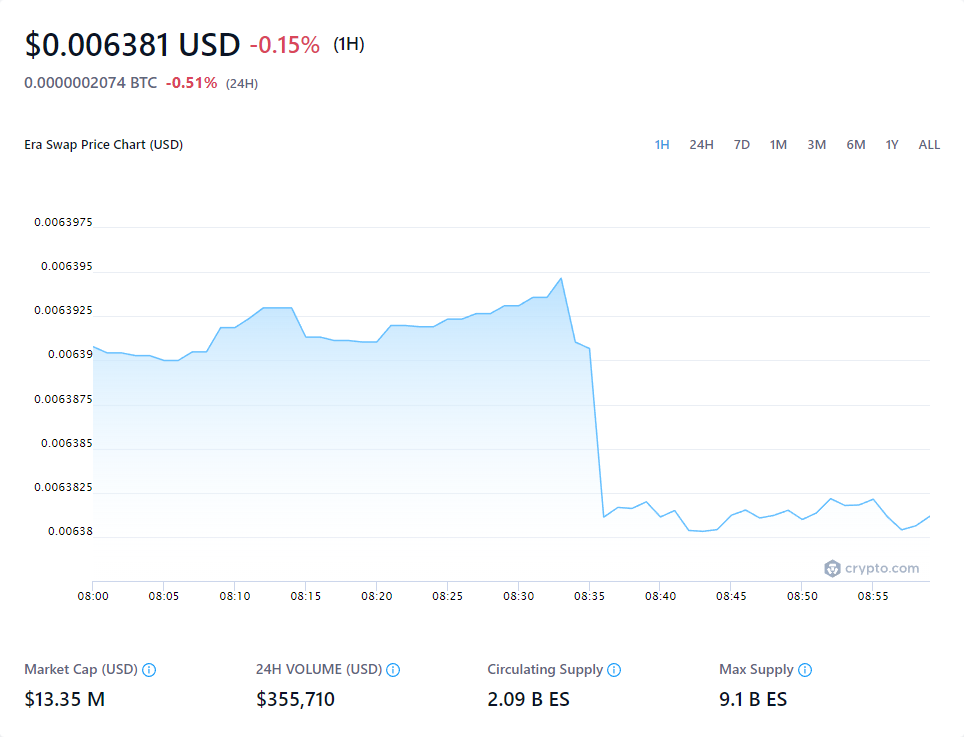 $0.006381 USD -0.15% (1H)
0.0000002074 BTC -0.51% (24H)
Era Swap Price Chart (USD) 1H 24H 7D 1M 3M 6M 1Y ALL
0.0063975
0.006395
0.0063925
0.00639
0.0063875
0.006385
0.0063825
0.00638
crypto.com
08:00 08:05 08:10 08:15 08:20 08:25 08:30 08:35 08:40 08:45 08:50 08:55
Market Cap (USD) 24H VOLUME (USD) Circulating Supply Max Supply
$13.35 M $355,710 2.09 B ES 9.1 B ES